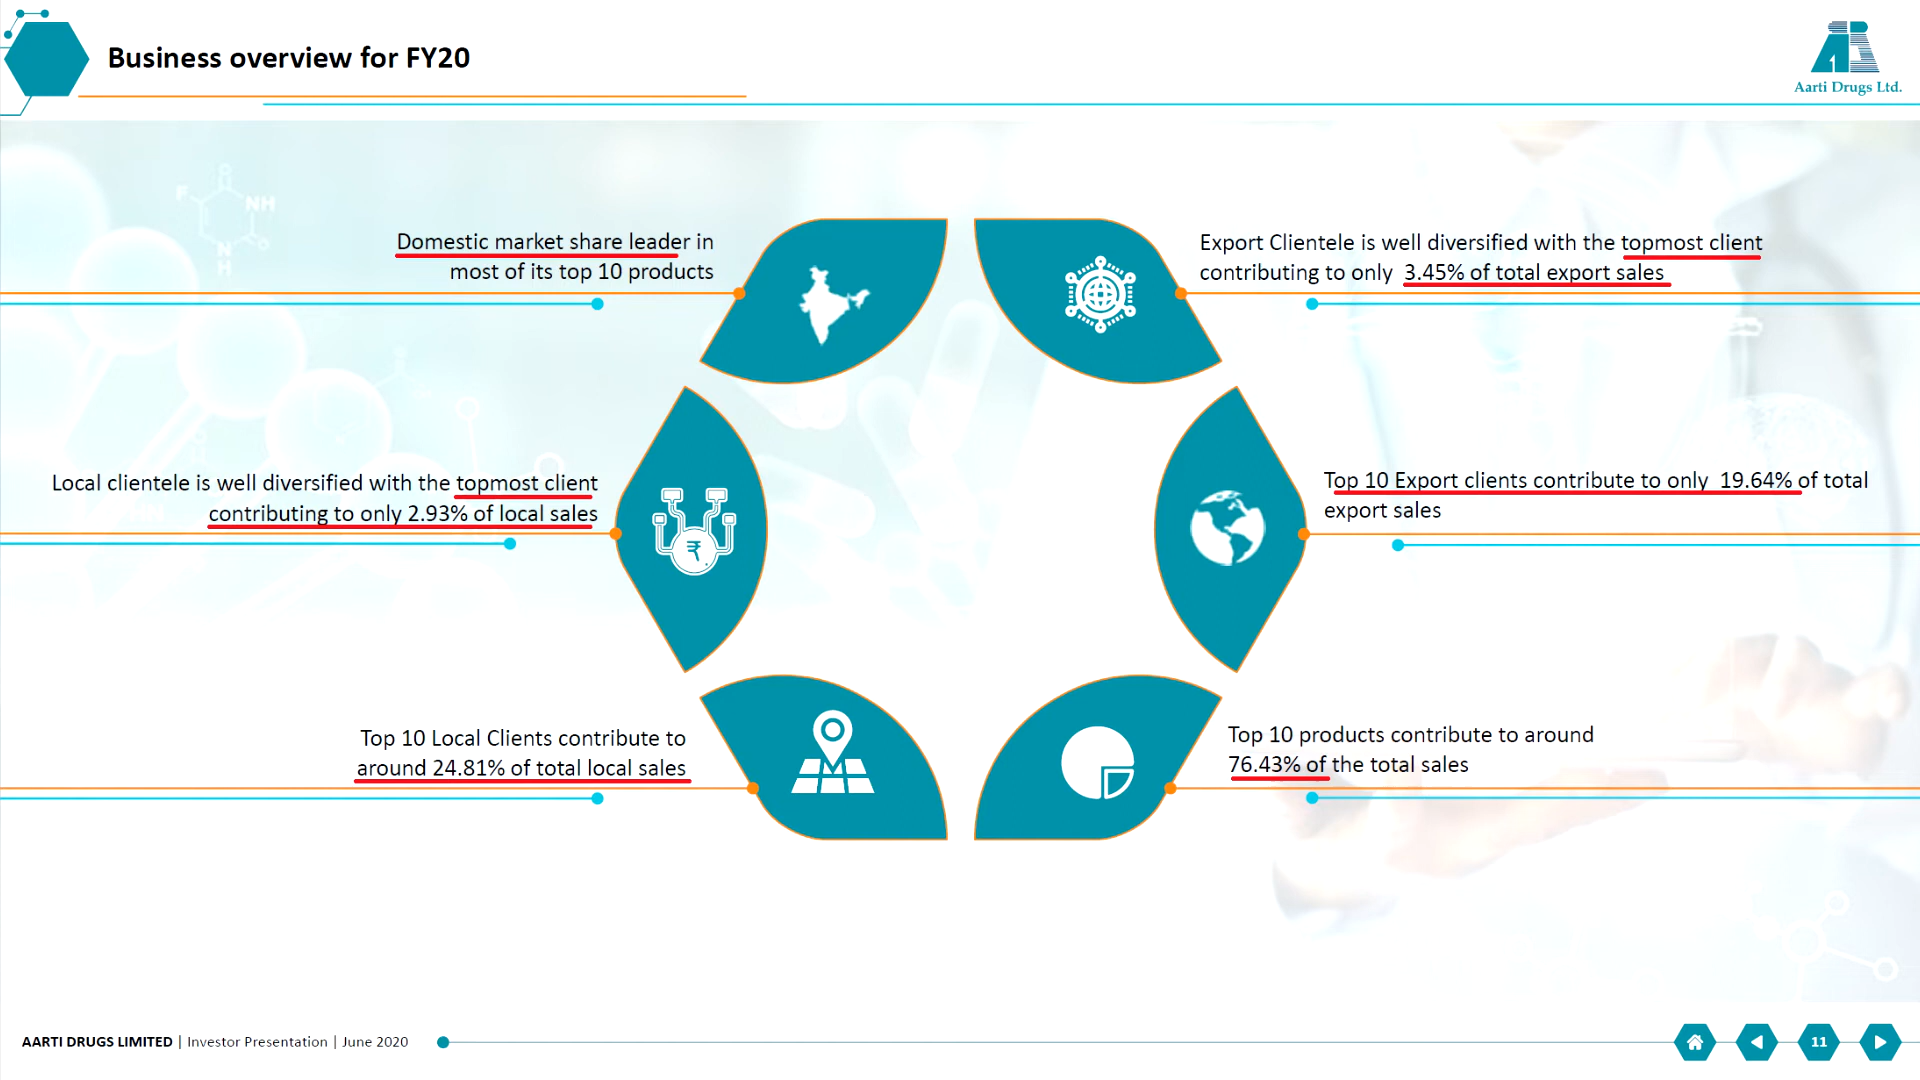 Business overview for FY20
Aarti Drugs Ltd.
Domestic market share leader in
most of its top 10 products
Export Clientele is well diversified with the topmost client
contributing to only 3.45% of total export sales
Local clientele is well diversified with the topmost client
contributing to only 2.93% of local sales
Top 10 Export clients contribute to only 19.64% of total
export sales
Top 10 Local Clients contribute to
around 24.81% of total local sales
Top 10 products contribute to around
76.43% of the total sales
F
O
NH
N
H
O
₹
AARTI DRUGS LIMITED | Investor Presentation | June 2020
11